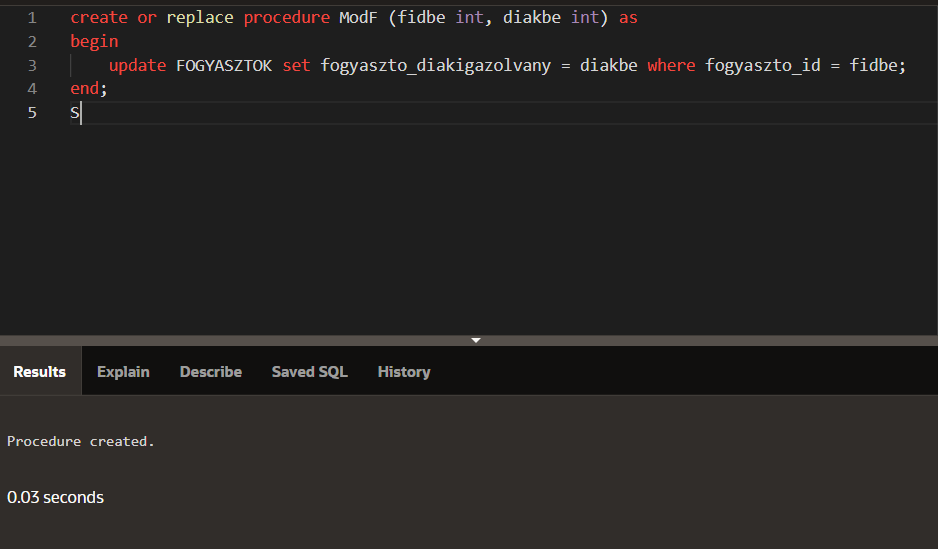 1 create or replace procedure ModF (fidbe int, diakbe int) as
2 begin
3 update FOGYASZTOK set fogyaszto_diakigazolvany = diakbe where fogyaszto_id = fidbe;
4 end;
5 S
Results Explain Describe Saved SQL History
Procedure created.
0.03 seconds